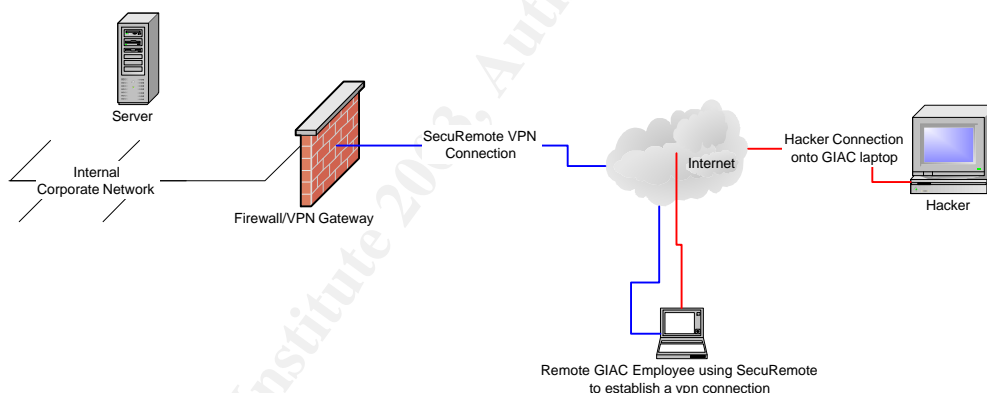 Server
Internal
Corporate Network
Firewall/VPN Gateway
SecuRemote VPN
Connection
Internet
Hacker Connection
onto GIAC laptop
Hacker
Remote GIAC Employee using SecuRemote
to establish a vpn connection